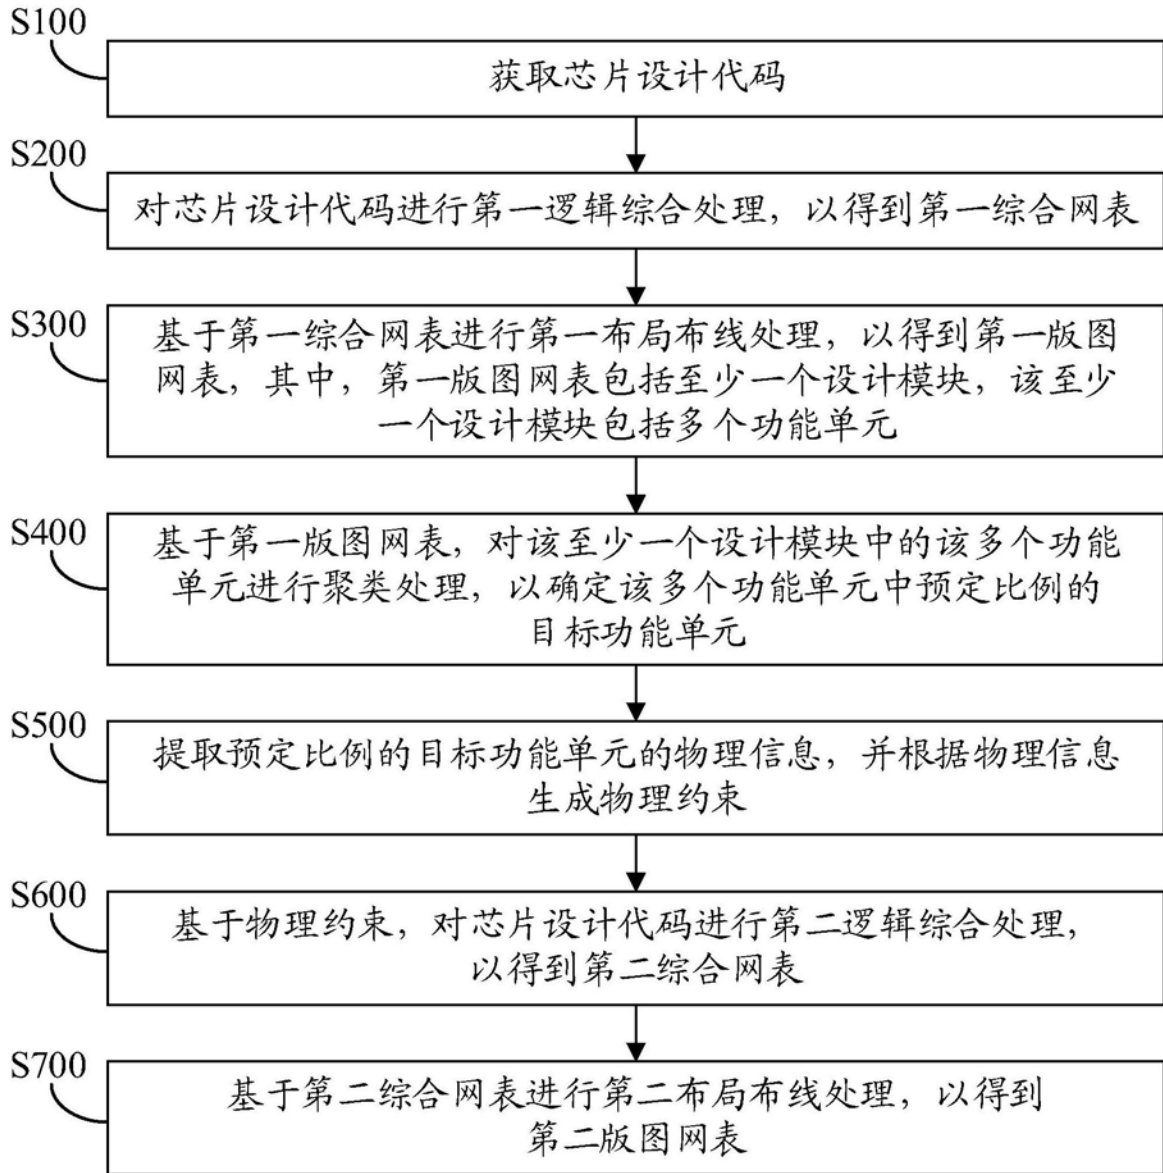 S100
获取芯片设计代码
S200
对芯片设计代码进行第一逻辑综合处理，以得到第一综合网表
S300
基于第一综合网表进行第一布局布线处理，以得到第一版图
网表，其中，第一版图网表包括至少一个设计模块，该至少
一个设计模块包括多个功能单元
S400
基于第一版图网表，对该至少一个设计模块中的该多个功能
单元进行聚类处理，以确定该多个功能单元中预定比例的
目标功能单元
S500
提取预定比例的目标功能单元的物理信息，并根据物理信息
生成物理约束
S600
基于物理约束，对芯片设计代码进行第二逻辑综合处理，
以得到第二综合网表
S700
基于第二综合网表进行第二布局布线处理，以得到
第二版图网表